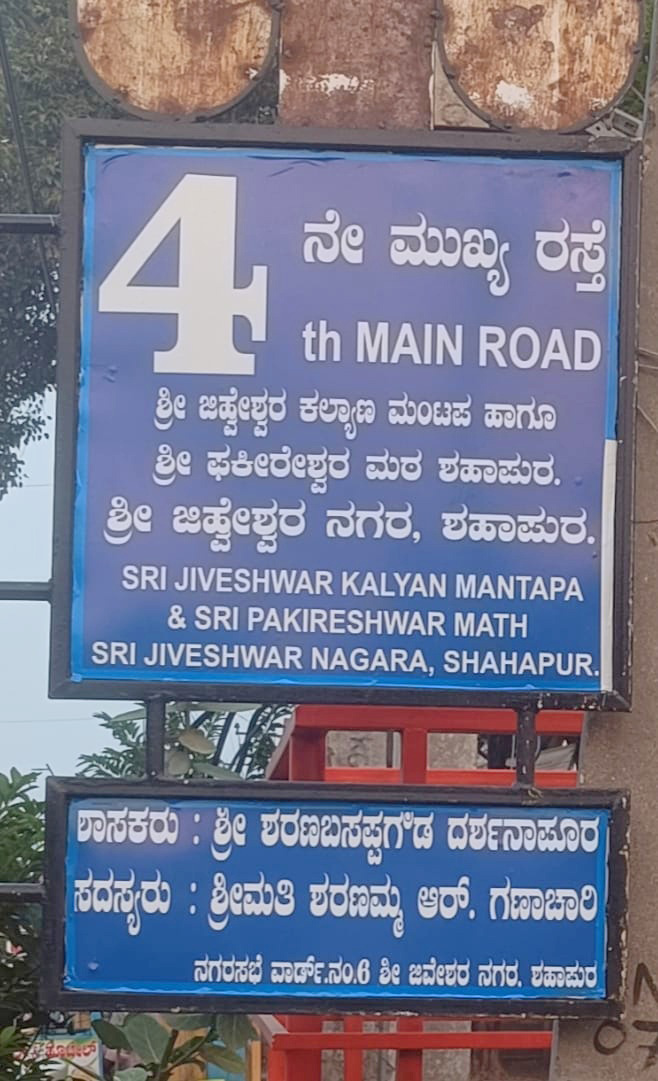 4 ನೇ ಮುಖ್ಯ ರಸ್ತೆ
th MAIN ROAD
ಶ್ರೀ ಜಿಹ್ವೇಶ್ವರ ಕಲ್ಯಾಣ ಮಂಟಪ ಹಾಗೂ
ಶ್ರೀ ಫಕೀರೇಶ್ವರ ಮಠ ಶಹಾಪುರ.
ಶ್ರೀ ಜಿಹ್ವೇಶ್ವರ ನಗರ, ಶಹಾಪುರ.
SRI JIVESHWAR KALYAN MANTAPA
& SRI PAKIRESHWAR MATH
SRI JIVESHWAR NAGARA, SHAHAPUR.
ಶಾಸಕರು : ಶ್ರೀ ಶರಣಬಸಪ್ಪಗೌಡ ದರ್ಶನಾಪೂರ
ಸದಸ್ಯರು : ಶ್ರೀಮತಿ ಶರಣಮ್ಮ ಆರ್. ಗಣಾಚಾರಿ
ನಗರಸಭೆ ವಾರ್ಡ್.ನಂ.6 ಶ್ರೀ ಜಿವೇಶರ ನಗರ. ಶಹಾಪುರ